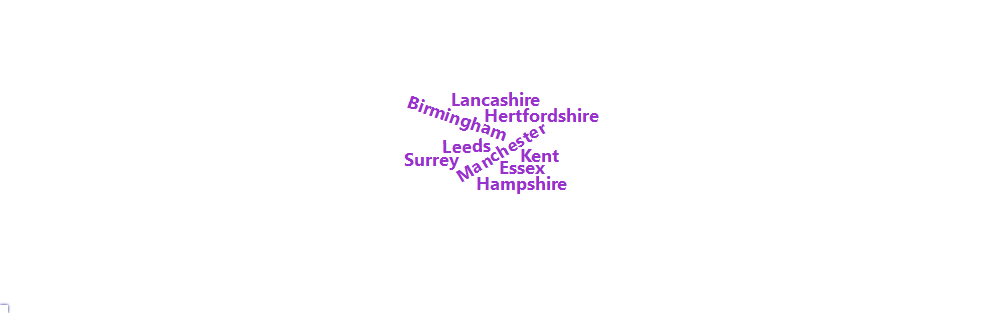 Lancashire
Birmingham
Hertfordshire
Manchester
Leeds
Kent
Surrey
Essex
Hampshire